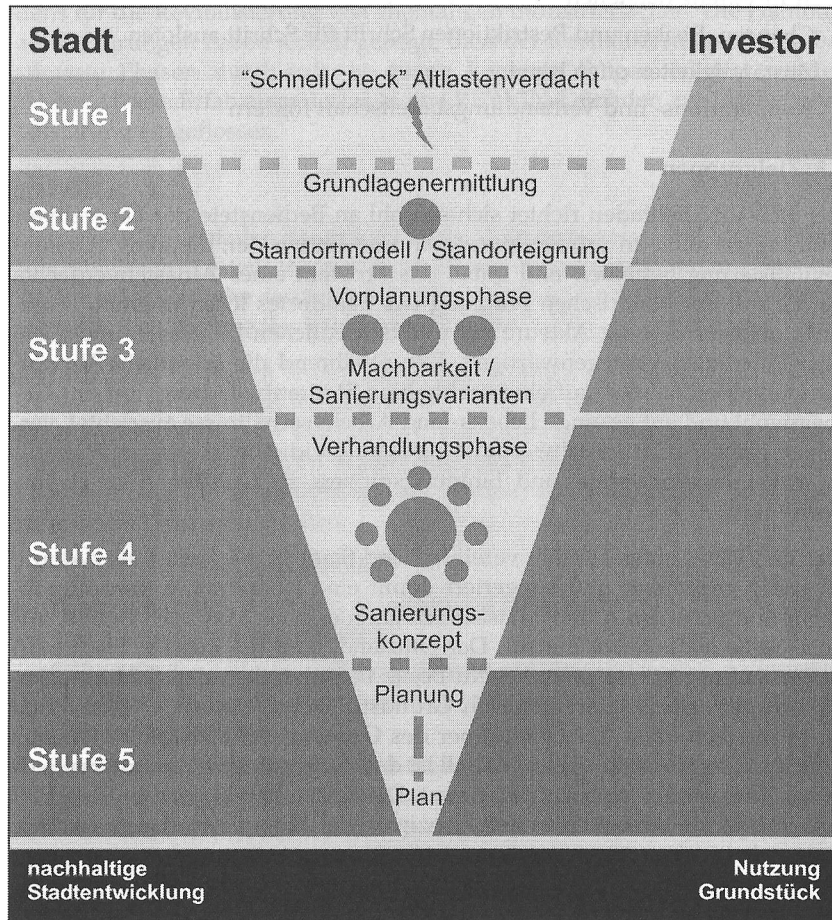 Stadt
Investor
"SchnellCheck" Altlastenverdacht
Stufe 1
Grundlagenermittlung
Stufe 2
Standortmodell / Standorteignung
Vorplanungsphase
Stufe 3
Machbarkeit /
Sanierungsvarianten
Verhandlungsphase
Stufe 4
Sanierungs-
konzept
Planung
Stufe 5
Plan
nachhaltige
Stadtentwicklung
Nutzung
Grundstück